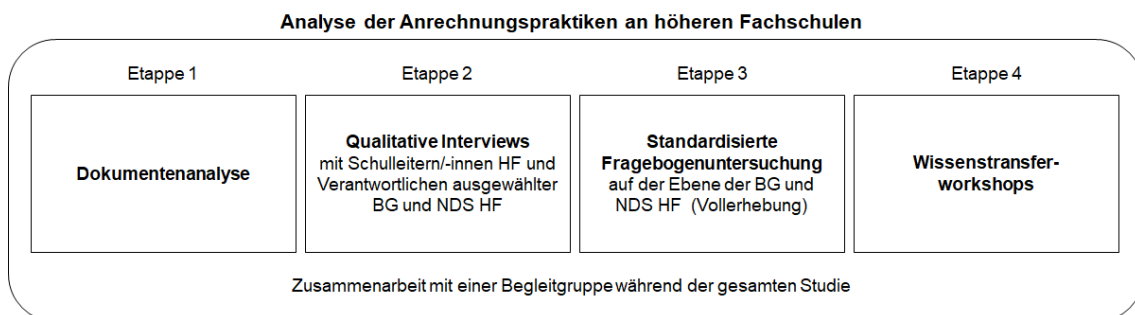 Analyse der Anrechnungspraktiken an höheren Fachschulen
Etappe 1
Etappe 2
Etappe 3
Etappe 4
Dokumentenanalyse
Qualitative Interviews
mit Schulleitern/-innen HF und
Verantwortlichen ausgewählter
BG und NDS HF
Standardisierte
Fragebogenuntersuchung
auf der Ebene der BG und
NDS HF (Vollerhebung)
Wissenstransfer-
workshops
Zusammenarbeit mit einer Begleitgruppe während der gesamten Studie